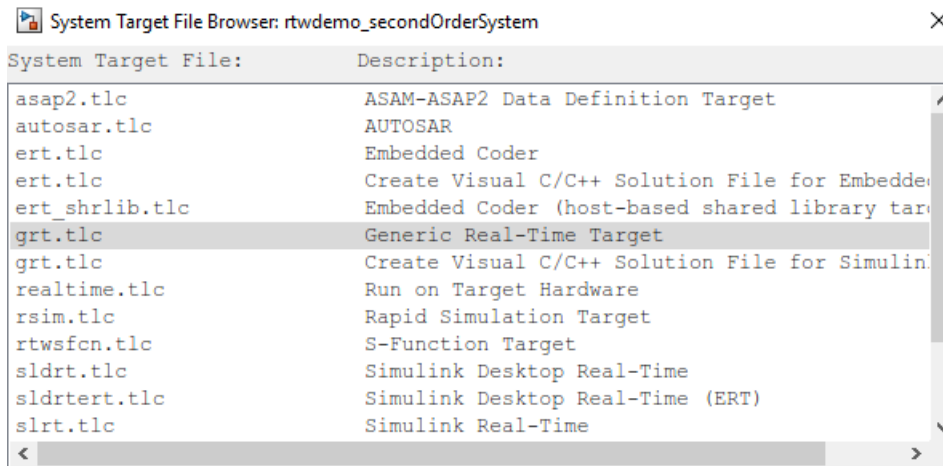 System Target File Browser: rtwdemo_secondOrderSystem
System Target File: Description:
asap2.tlc ASAM-ASAP2 Data Definition Target
autosar.tlc AUTOSAR
ert.tlc Embedded Coder
ert.tlc Create Visual C/C++ Solution File for Embedde
ert_shrlib.tlc Embedded Coder (host-based shared library tar
grt.tlc Generic Real-Time Target
grt.tlc Create Visual C/C++ Solution File for Simulin
realtime.tlc Run on Target Hardware
rsim.tlc Rapid Simulation Target
rtwsfcn.tlc S-Function Target
sldrt.tlc Simulink Desktop Real-Time
sldrtert.tlc Simulink Desktop Real-Time (ERT)
slrt.tlc Simulink Real-Time